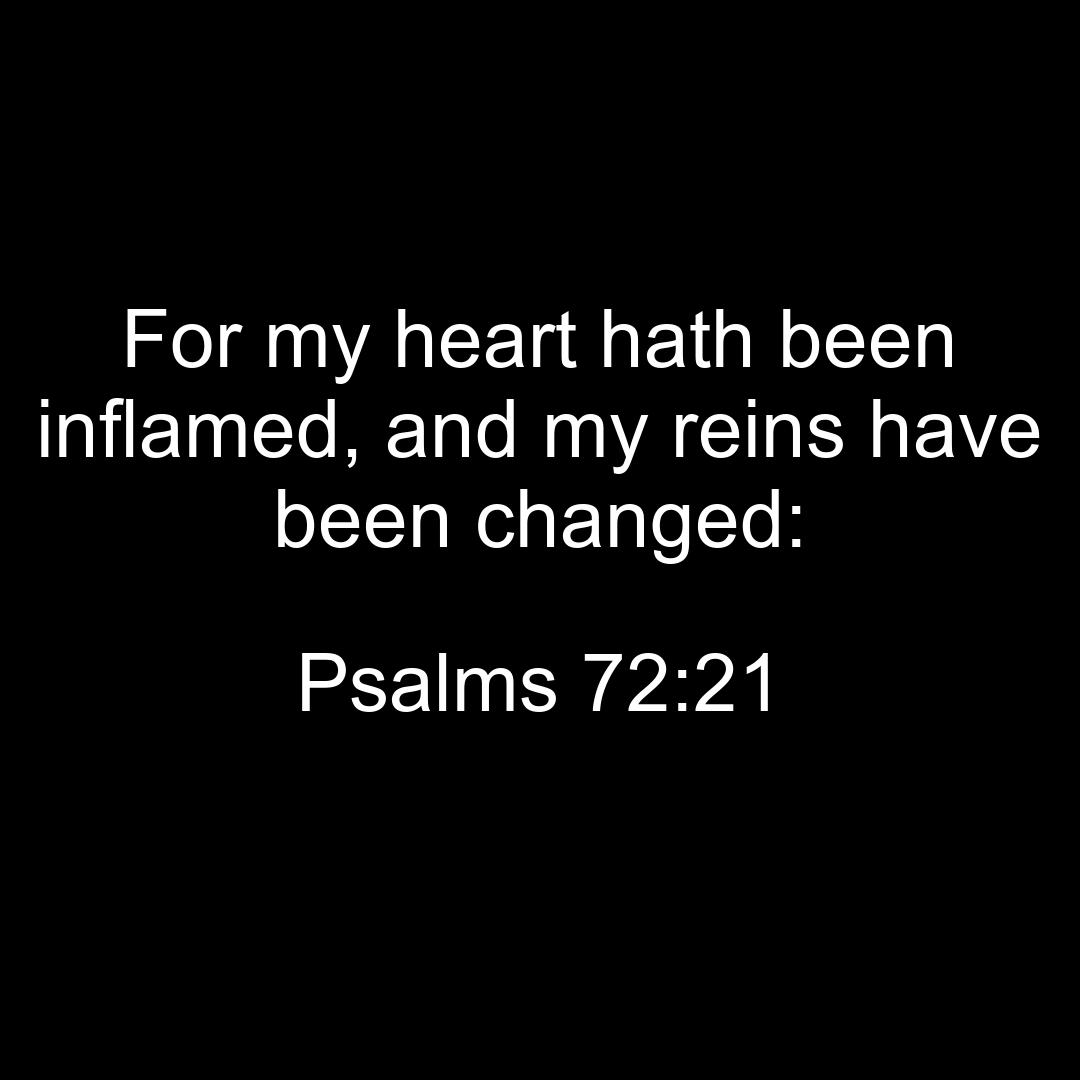 For my heart hath been
inflamed, and my reins have
been changed:
Psalms 72:21